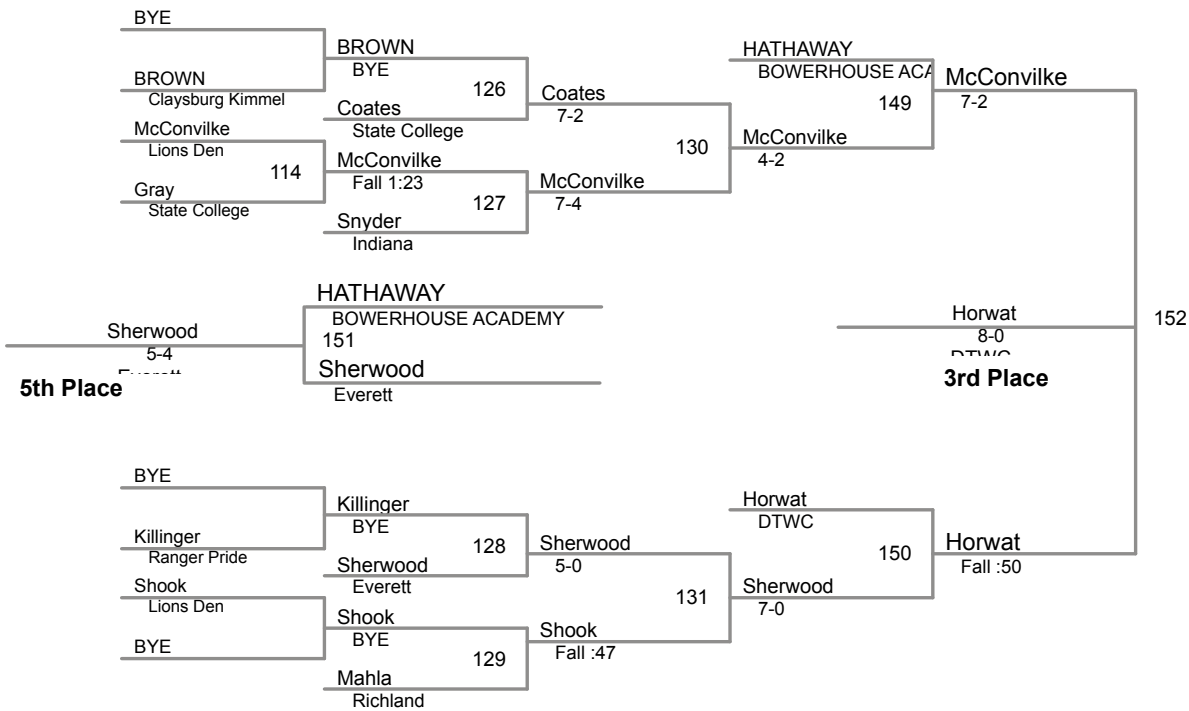 BYE
BROWN
Claysburg Kimmel
McConvilke
Lions Den
114
Gray
State College
BROWN
BYE
126
Coates
State College
McConvilke
Fall 1:23
127
Snyder
Indiana
Coates
7-2
130
McConvilke
7-4
HATHAWAY
BOWERHOUSE ACA
149
McConvilke
4-2
McConvilke
7-2
HATHAWAY
BOWERHOUSE ACADEMY
151
Sherwood
Everett
Sherwood
5-4
Everett
5th Place
Horwat
8-0
DTWC
3rd Place
152
BYE
Killinger
Ranger Pride
Shook
Lions Den
BYE
Killinger
BYE
128
Sherwood
Everett
Shook
BYE
129
Mahla
Richland
Sherwood
5-0
131
Shook
Fall :47
Horwat
DTWC
150
Sherwood
7-0
Horwat
Fall :50